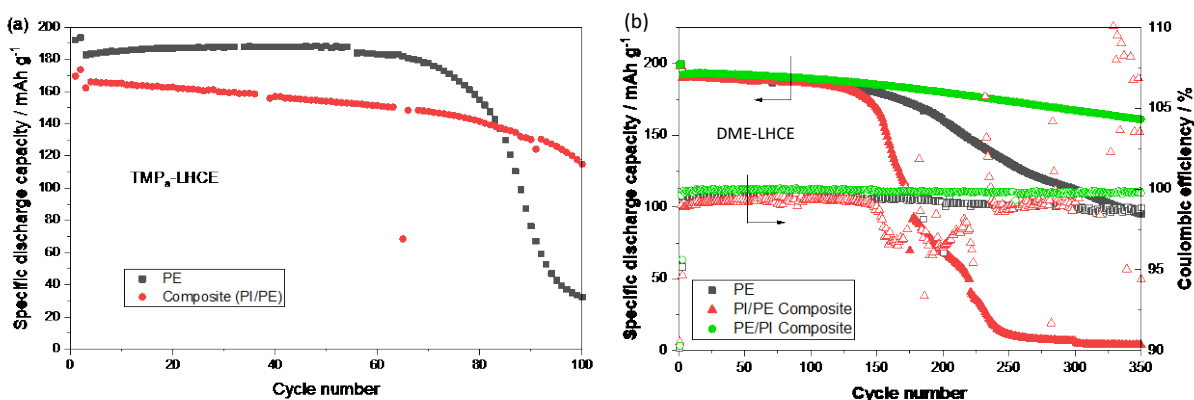 (a)
200
180
160
140
120
100
80
60
40
20
0
Specific discharge capacity / mAh g-1
TMPa-LHCE
PE
Composite (PI/PE)
0 20 40 60 80 100
Cycle number
(b)
200
150
100
50
0
Specific discharge capacity / mAh g-1
DME-LHCE
PE
PI/PE Composite
PE/PI Composite
110
105
100
95
90
Coulombic efficiency / %
0 50 100 150 200 250 300 350
Cycle number